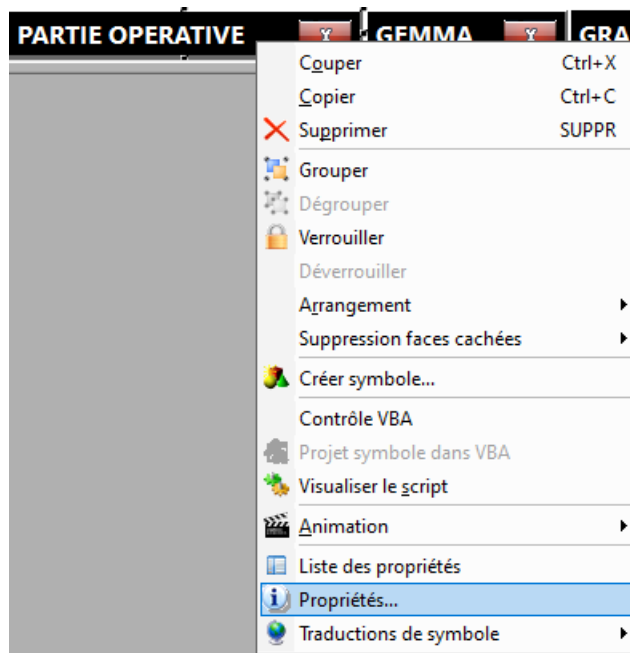 PARTIE OPERATIVE X GEMMA X GRA
Couper Ctrl+X
Copier Ctrl+C
Supprimer SUPPR
Grouper
Dégrouper
Verrouiller
Déverrouiller
Arrangement
Suppression faces cachées
Créer symbole...
Contrôle VBA
Projet symbole dans VBA
Visualiser le script
Animation
Liste des propriétés
Propriétés...
Traductions de symbole